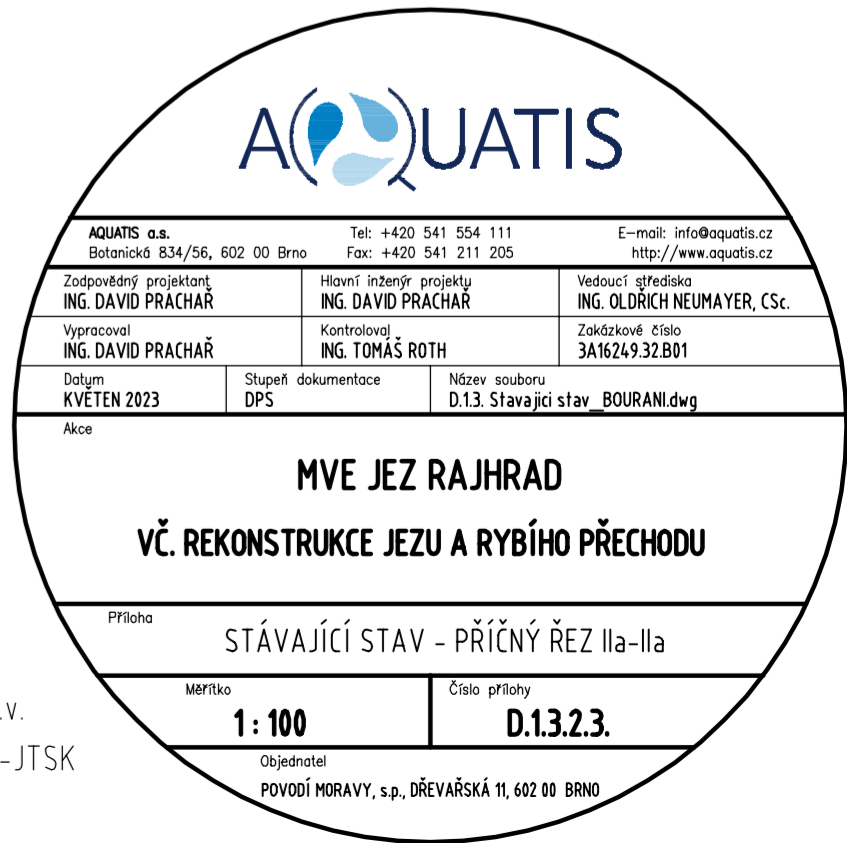 AQUATIS
AQUATIS a.s. Tel: +420 541 554 111 E-mail: info@aquatis.cz
Botanická 834/56, 602 00 Brno Fax: +420 541 211 205 http://www.aquatis.cz
Zodpovědný projektant Hlavní inženýr projektu Vedoucí střediska
ING. DAVID PRACHAŘ ING. DAVID PRACHAŘ ING. OLDŘICH NEUMAYER, CSc.
Vypracoval Kontroloval Zakázkové číslo
ING. DAVID PRACHAŘ ING. TOMÁŠ ROTH 3A16249.32.B01
Datum Stupeň dokumentace Název souboru
KVĚTEN 2023 DPS D.1.3. Stavajici stav_BOURANI.dwg
Akce
MVE JEZ RAJHRAD
VČ. REKONSTRUKCE JEZU A RYBÍHO PŘECHODU
Příloha
STÁVAJÍCÍ STAV - PŘÍČNÝ ŘEZ IIa-IIa
Měřítko Číslo přílohy
1 : 100 D.1.3.2.3.
.V.
-JTSK
Objednatel
POVODÍ MORAVY, s.p., DŘEVAŘSKÁ 11, 602 00 BRNO